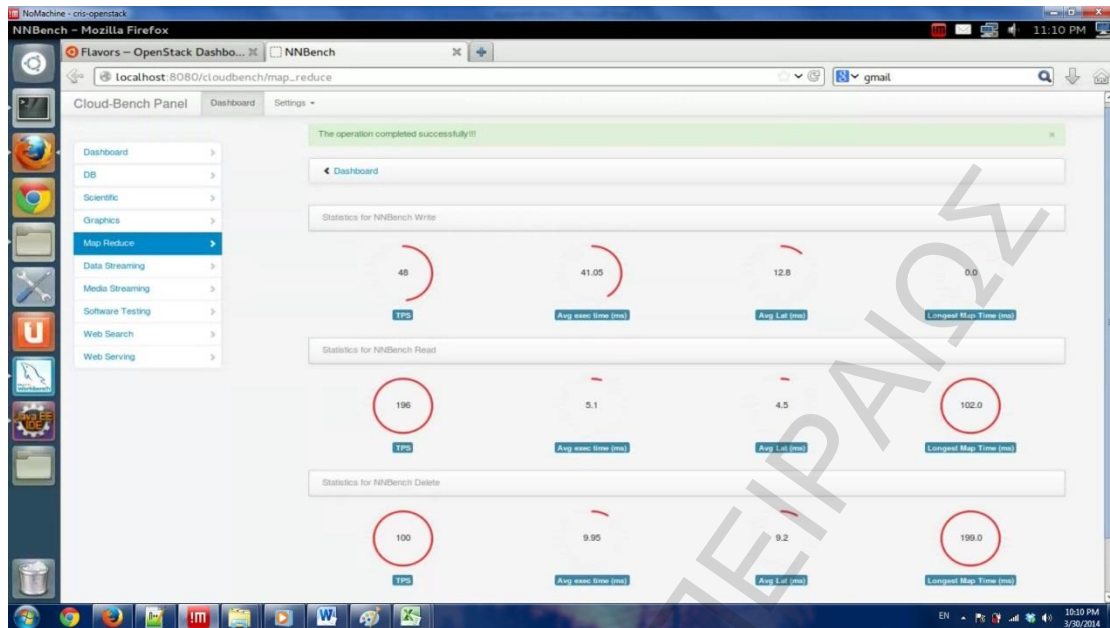 NoMachine - cris-openstack
NNBench - Mozilla Firefox
11:10 PM
Flavors - OpenStack Dashbo...
NNBench
localhost:8080/cloudbench/map_reduce
gmail
Cloud-Bench Panel
Dashboard
Settings
The operation completed successfully!!!
Dashboard
DB
Scientific
Graphics
Map Reduce
Data Streaming
Media Streaming
Software Testing
Web Search
Web Serving
Dashboard
Statistics for NNBench Write
48
41.05
12.8
0.0
TPS
Avg exec time (ms)
Avg Lat (ms)
Longest Map Time (ms)
Statistics for NNBench Read
196
5.1
4.5
102.0
TPS
Avg exec time (ms)
Avg Lat (ms)
Longest Map Time (ms)
Statistics for NNBench Delete
100
9.95
9.2
199.0
TPS
Avg exec time (ms)
Avg Lat (ms)
Longest Map Time (ms)
EN
10:10 PM
3/30/2014
ΠΕΙΡΑΙΩΣ